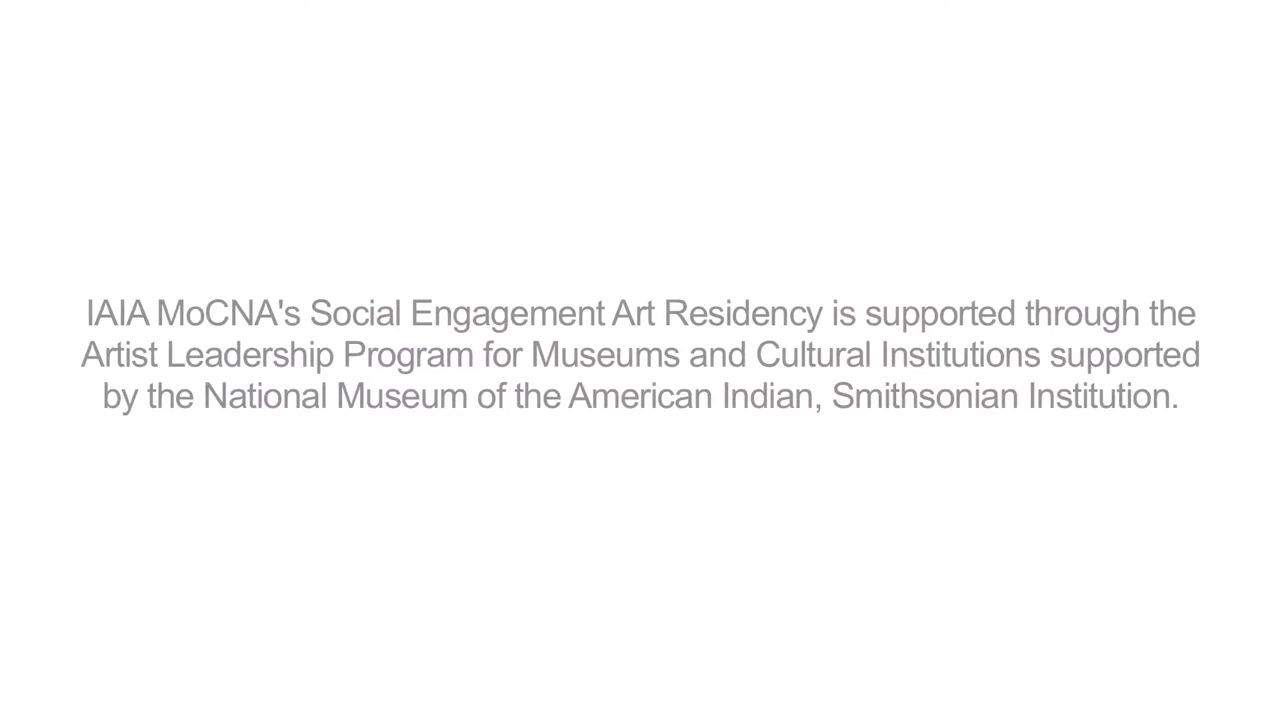 IAIA MoCNA's Social Engagement Art Residency is supported through the
Artist Leadership Program for Museums and Cultural Institutions supported
by the National Museum of the American Indian, Smithsonian Institution.